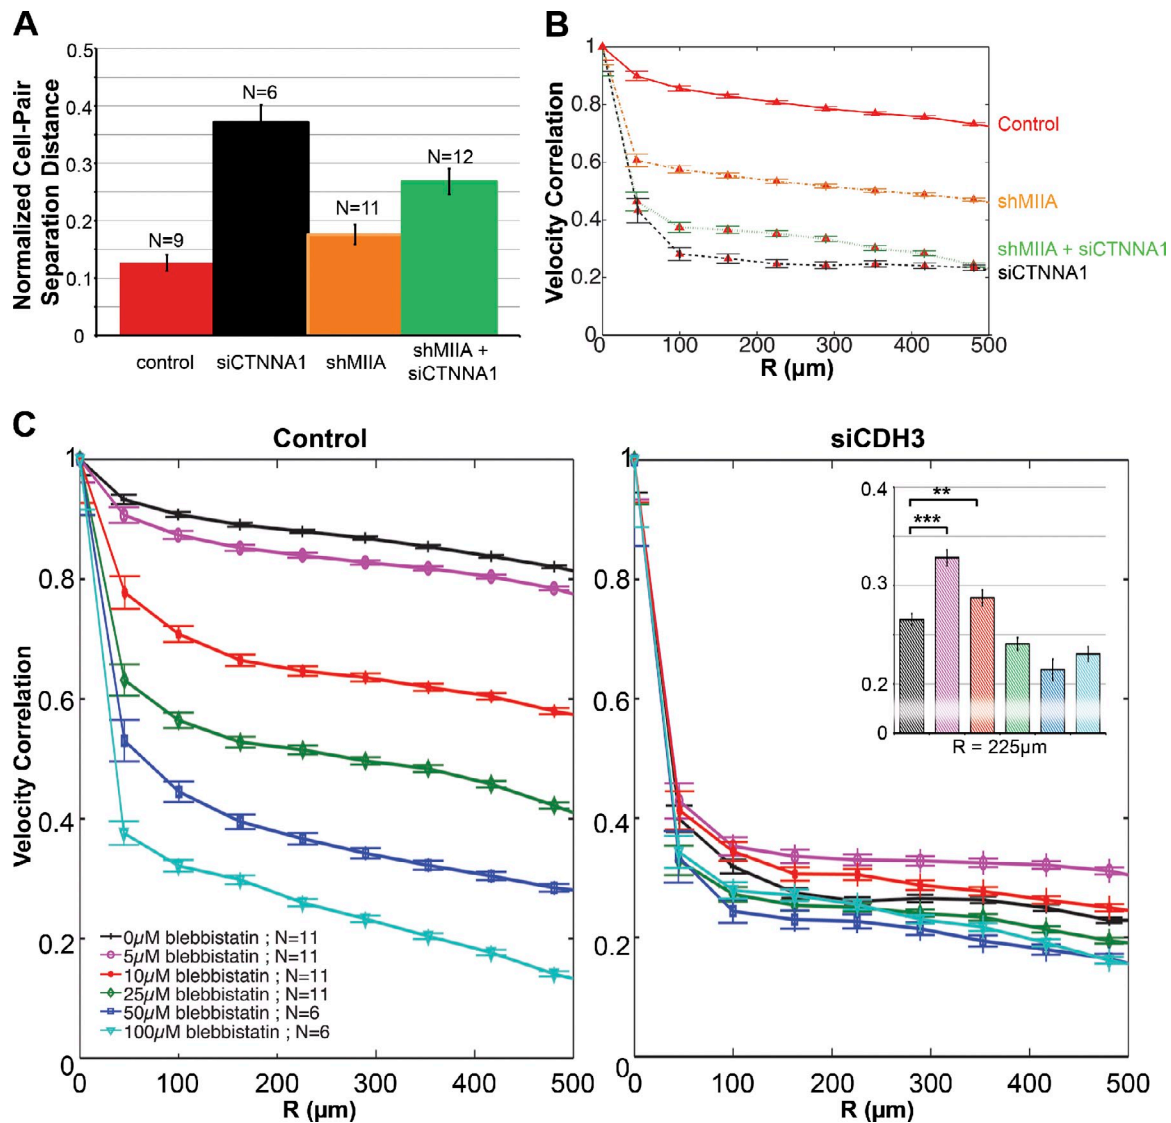 A
Normalized Cell-Pair
Separation Distance
0.5
0.4
0.3
0.2
0.1
0
N=9
N=6
N=11
N=12
control
siCTNNA1
shMIIA
shMIIA +
siCTNNA1
B
Velocity Correlation
1
0.8
0.6
0.4
0.2
0
0
100
200
300
400
500
R (µm)
Control
shMIIA
shMIIA + siCTNNA1
siCTNNA1
C
Control
Velocity Correlation
1
0.8
0.6
0.4
0.2
0
0µM blebbistatin ; N=11
5µM blebbistatin ; N=11
10µM blebbistatin ; N=11
25µM blebbistatin ; N=11
50µM blebbistatin ; N=6
100µM blebbistatin ; N=6
0
100
200
300
400
500
R (µm)
siCDH3
1
0.8
0.6
0.4
0.2
0
0.4
0.3
0.2
0
**
***
R = 225µm
0
100
200
300
400
500
R (µm)